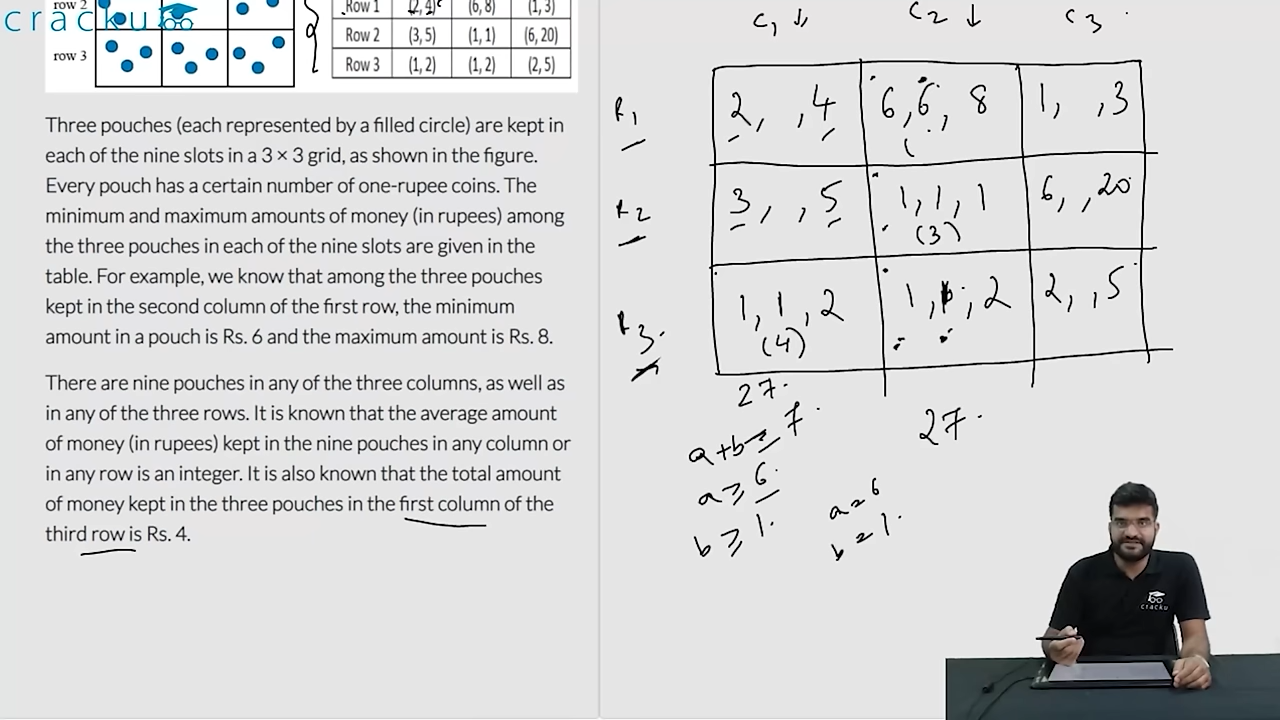 row 2
cracku
Row 1 (2, 4) (6, 8) (1, 3)
Row 2 (3, 5) (1, 1) (6, 20)
row 3
Row 3 (1, 2) (1, 2) (2, 5)
Three pouches (each represented by a filled circle) are kept in
each of the nine slots in a 3 × 3 grid, as shown in the figure.
Every pouch has a certain number of one-rupee coins. The
minimum and maximum amounts of money (in rupees) among
the three pouches in each of the nine slots are given in the
table. For example, we know that among the three pouches
kept in the second column of the first row, the minimum
amount in a pouch is Rs. 6 and the maximum amount is Rs. 8.
There are nine pouches in any of the three columns, as well as
in any of the three rows. It is known that the average amount
of money (in rupees) kept in the nine pouches in any column or
in any row is an integer. It is also known that the total amount
of money kept in the three pouches in the first column of the
third row is Rs. 4.
C1 ↓ C2 ↓ C3
R1 2, , 4 6, 6, 8 1, , 3
R2 3, , 5 1, 1, 1 6, , 20
(3)
R3 1, 1, 2 1, 1, 2 2, , 5
(4)
27. 27.
a+b = 7
a ≥ 6
b ≥ 1
a = 6
b = 1
cracku